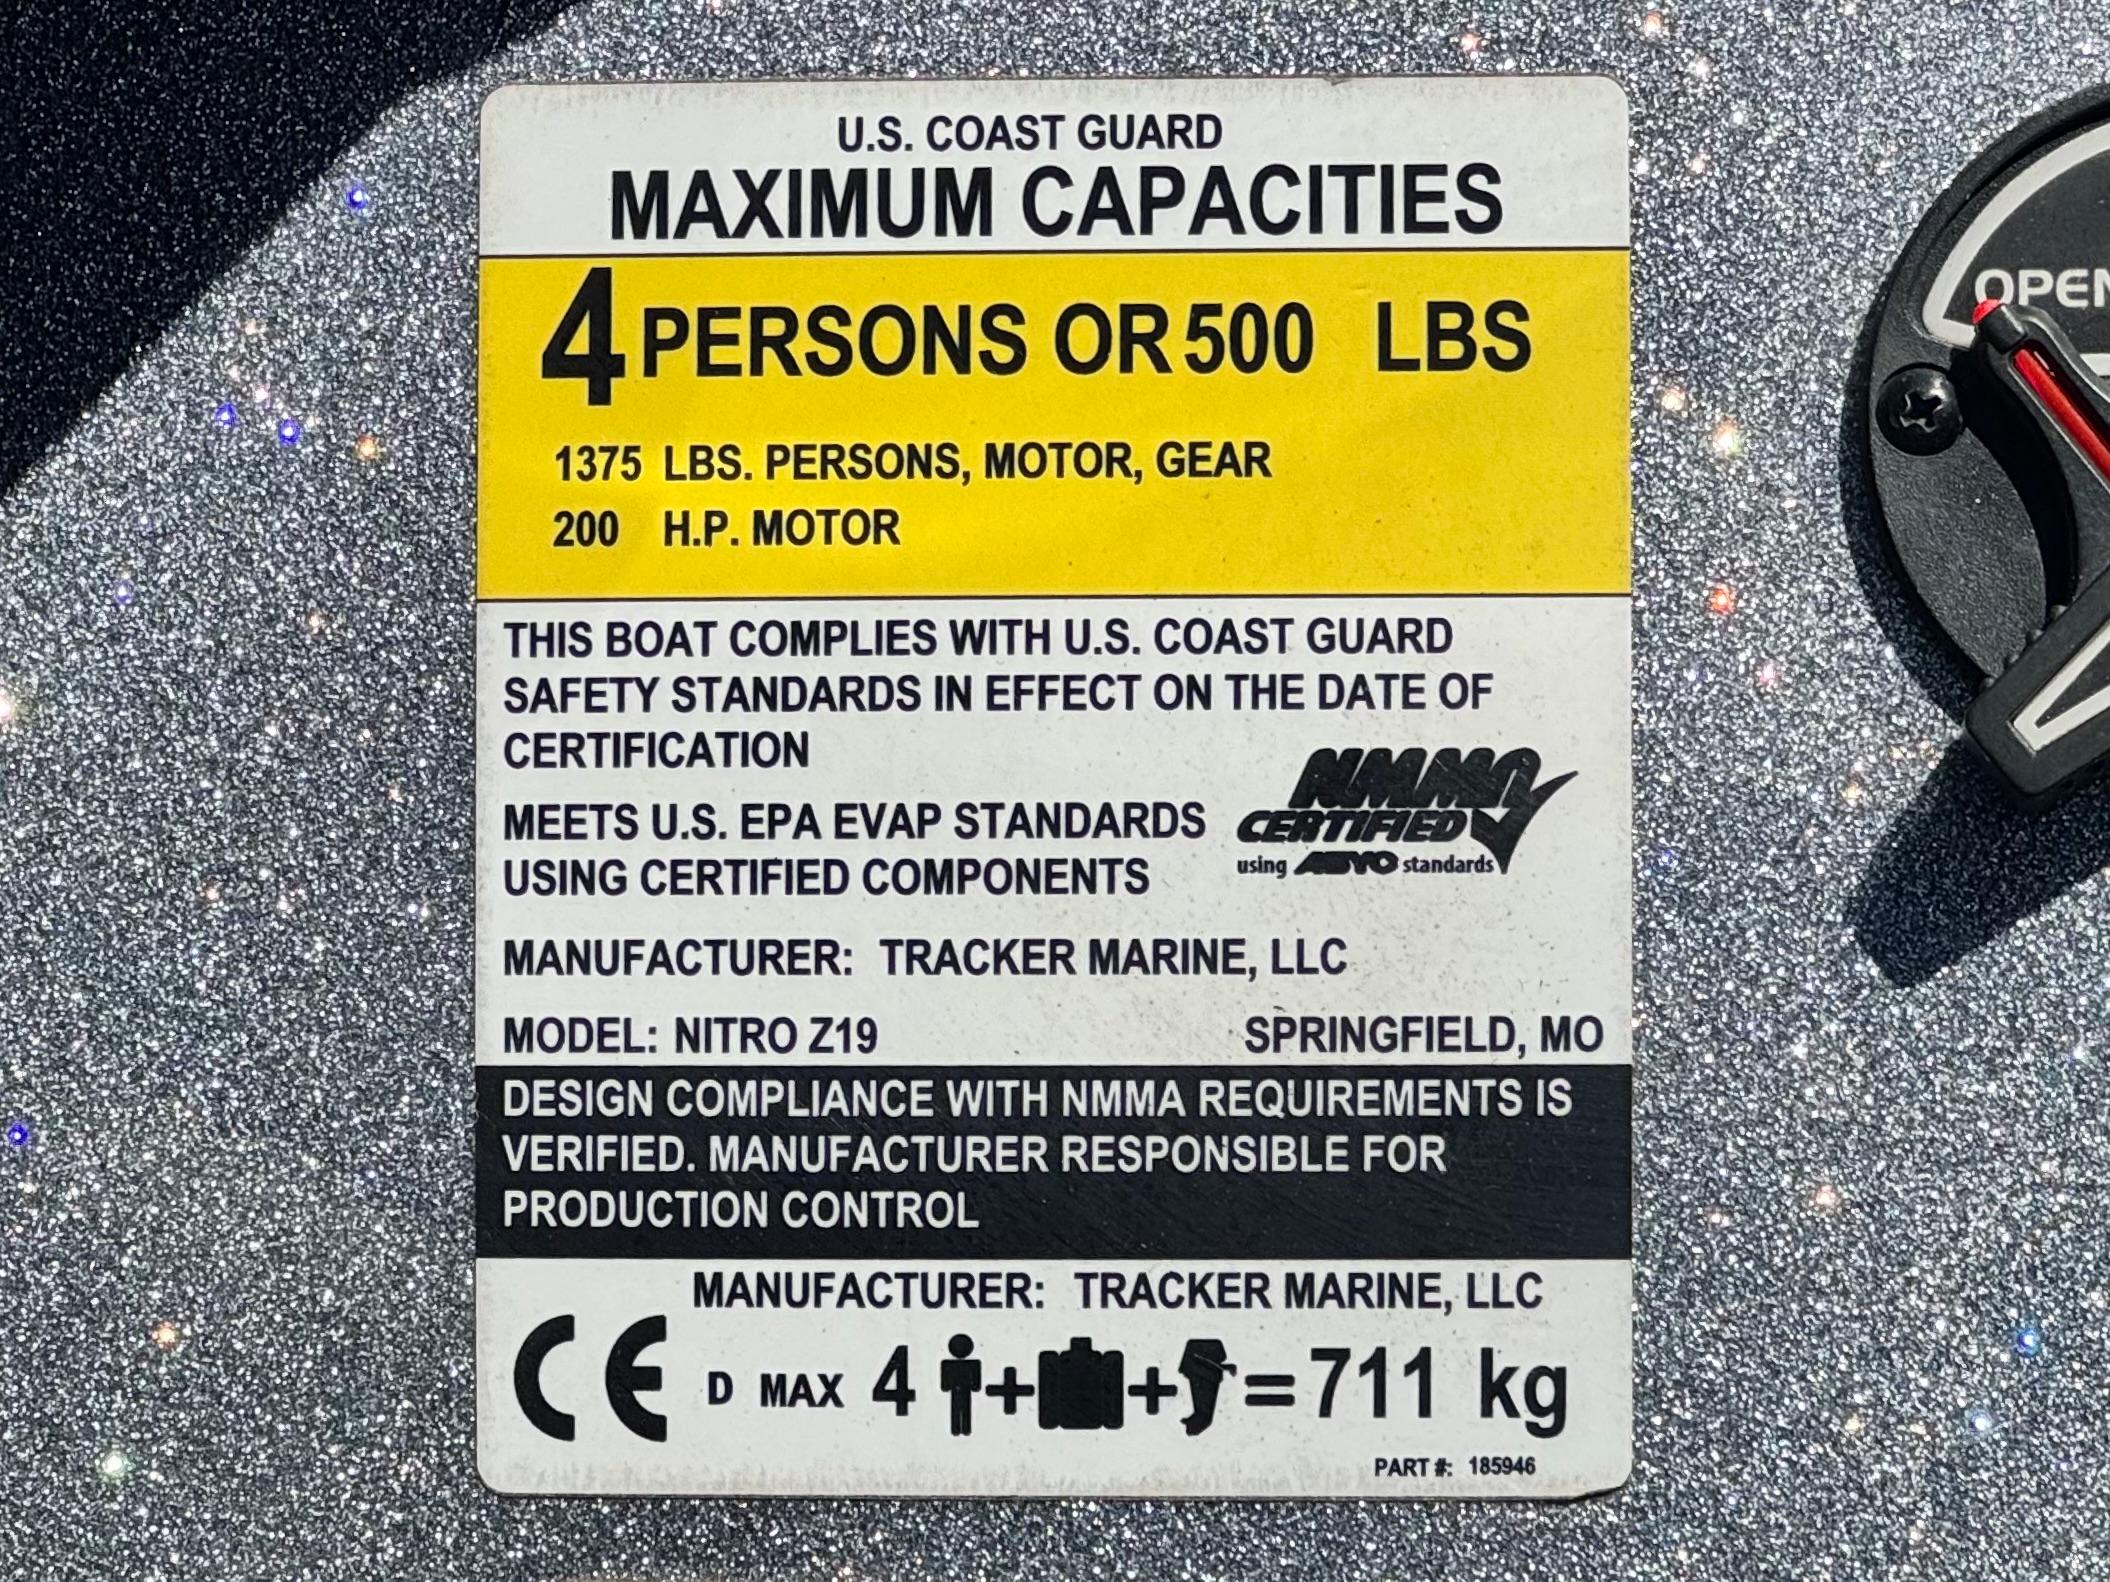 U.S. COAST GUARD
MAXIMUM CAPACITIES
4 PERSONS OR 500 LBS
1375 LBS. PERSONS, MOTOR, GEAR
200 H.P. MOTOR
THIS BOAT COMPLIES WITH U.S. COAST GUARD
SAFETY STANDARDS IN EFFECT ON THE DATE OF
CERTIFICATION
MEETS U.S. EPA EVAP STANDARDS
USING CERTIFIED COMPONENTS
NMMA
CERTIFIED
using ABYC standards
MANUFACTURER: TRACKER MARINE, LLC
MODEL: NITRO Z19 SPRINGFIELD, MO
DESIGN COMPLIANCE WITH NMMA REQUIREMENTS IS
VERIFIED. MANUFACTURER RESPONSIBLE FOR
PRODUCTION CONTROL
MANUFACTURER: TRACKER MARINE, LLC
CE D MAX 4 + + = 711 kg
PART #: 185946
OPEN